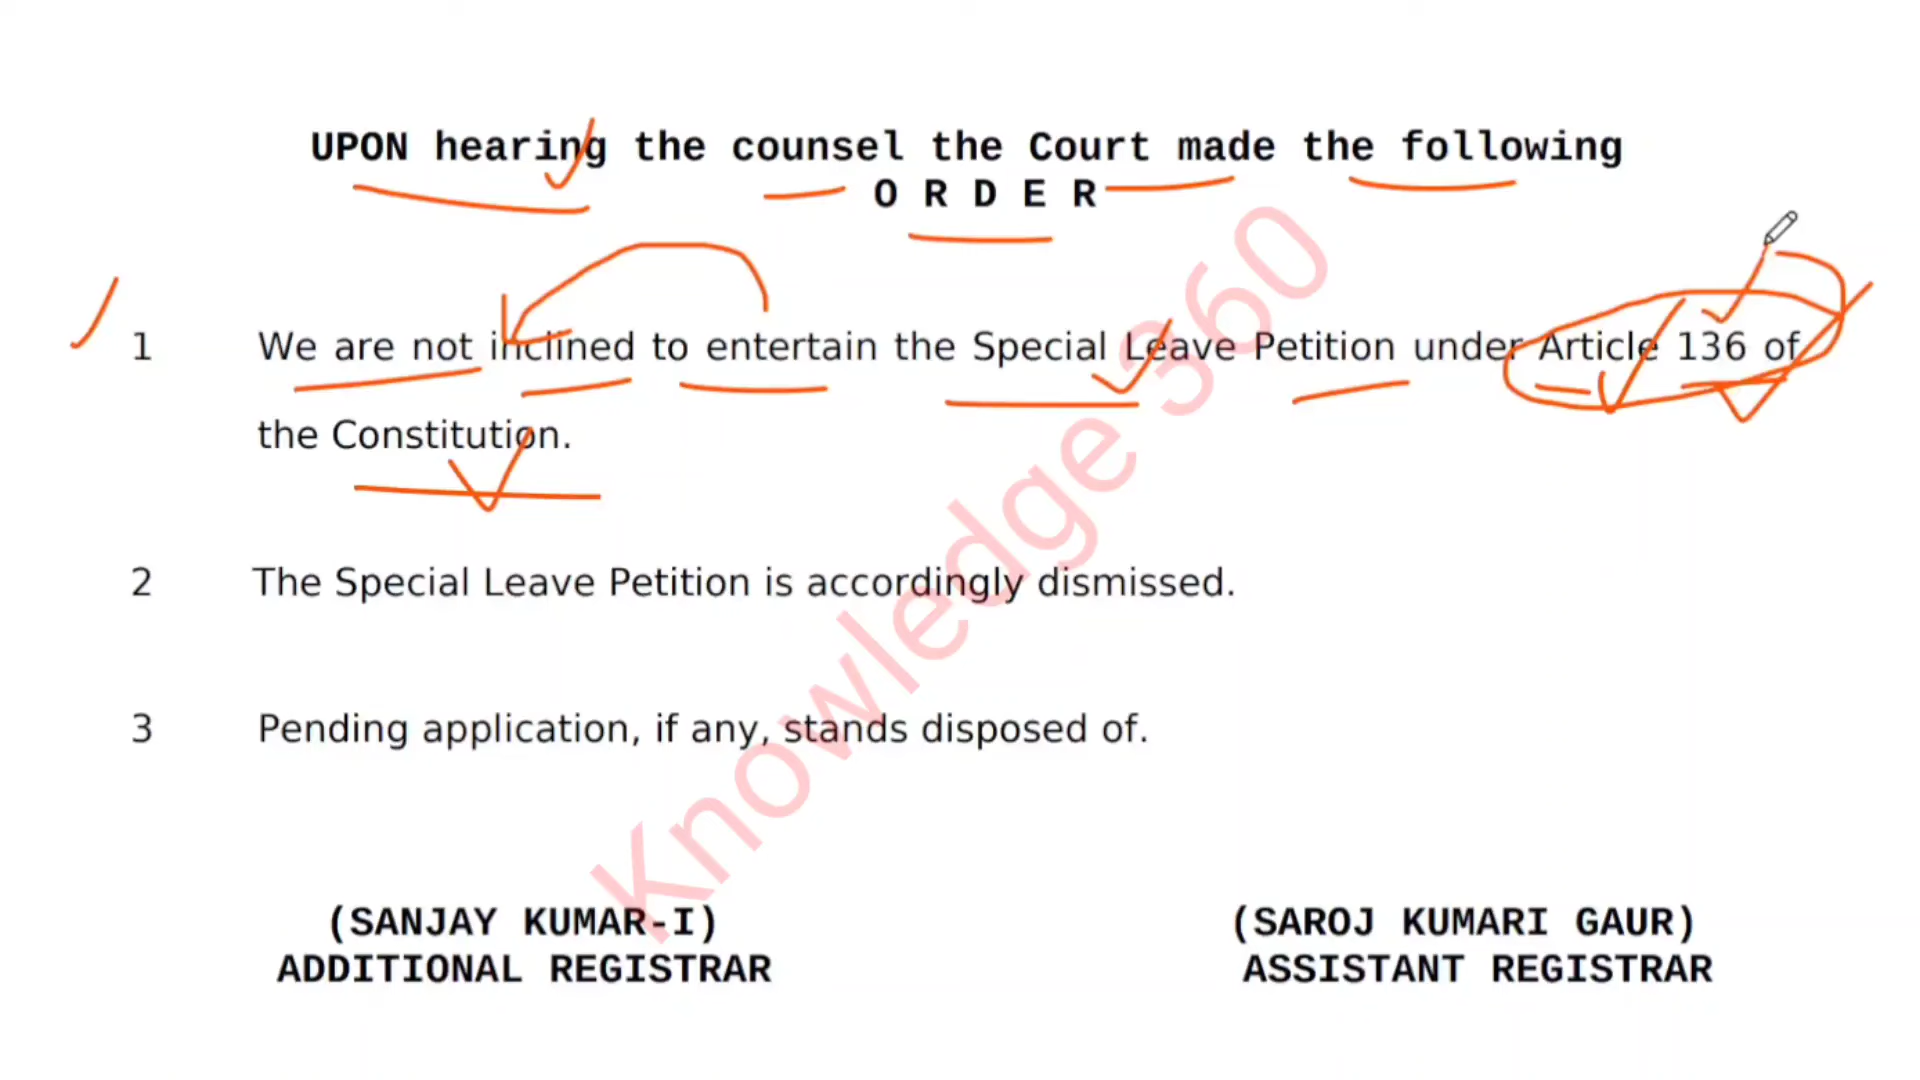 UPON hearing the counsel the Court made the following
O R D E R
1 We are not inclined to entertain the Special Leave Petition under Article 136 of
the Constitution.
2 The Special Leave Petition is accordingly dismissed.
3 Pending application, if any, stands disposed of.
(SANJAY KUMAR-I) (SAROJ KUMARI GAUR)
ADDITIONAL REGISTRAR ASSISTANT REGISTRAR
Knowledge 360